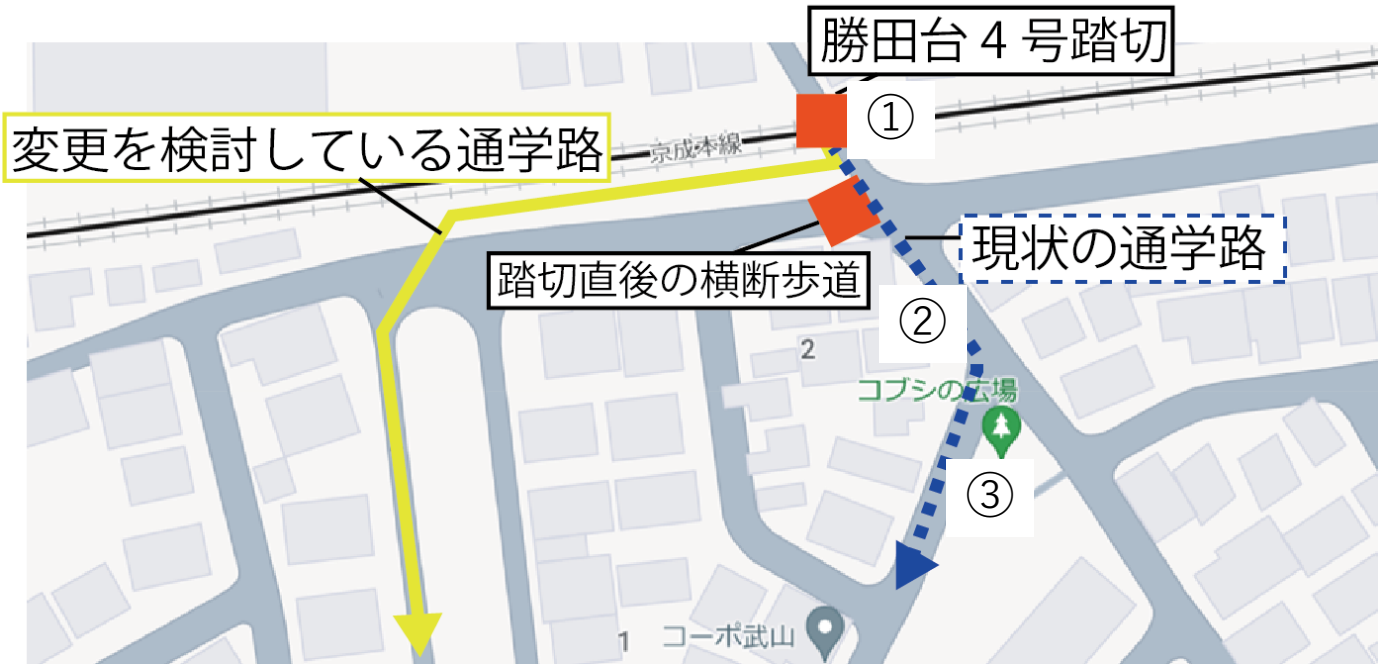 勝田台4号踏切
①
変更を検討している通学路
京成本線
現状の通学路
踏切直後の横断歩道
②
2
コブシの広場
③
1
コーポ武山